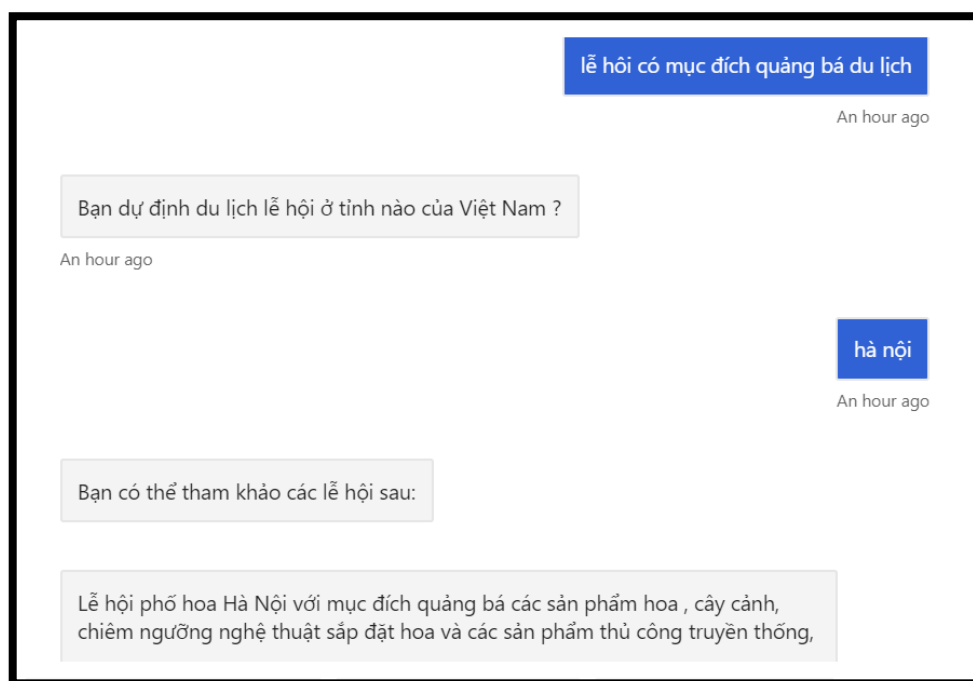 lễ hôi có mục đích quảng bá du lịch
An hour ago
Bạn dự định du lịch lễ hội ở tỉnh nào của Việt Nam ?
An hour ago
hà nội
An hour ago
Bạn có thể tham khảo các lễ hội sau:
Lễ hội phố hoa Hà Nội với mục đích quảng bá các sản phẩm hoa , cây cảnh,
chiêm ngưỡng nghệ thuật sắp đặt hoa và các sản phẩm thủ công truyền thống,